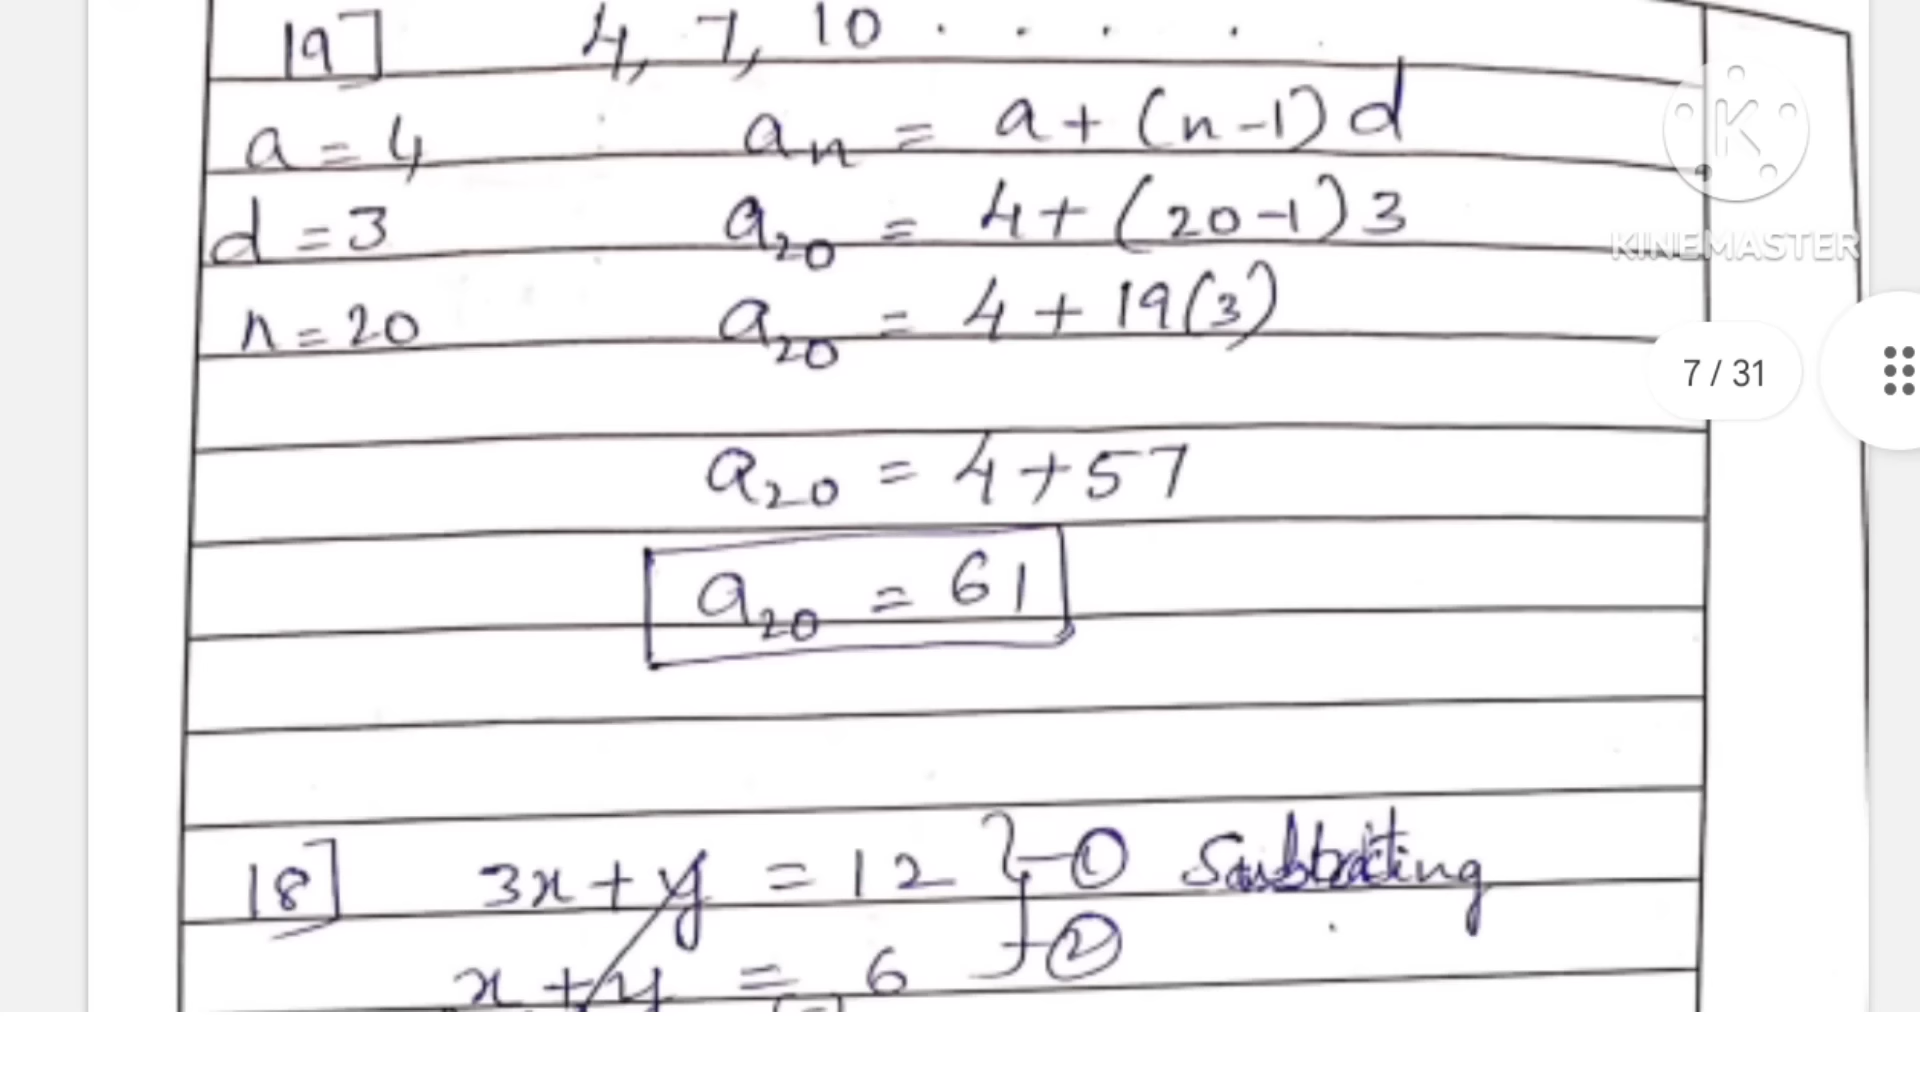 19] 4, 7, 10 . . . . .
a = 4 aₙ = a + (n-1) d
d = 3 a₂₀ = 4 + (20-1) 3
n = 20 a₂₀ = 4 + 19(3)
a₂₀ = 4 + 57
a₂₀ = 61
18] 3x + y = 12 } -① Subtracting
x + y = 6 -②
KINEMASTER
7 / 31